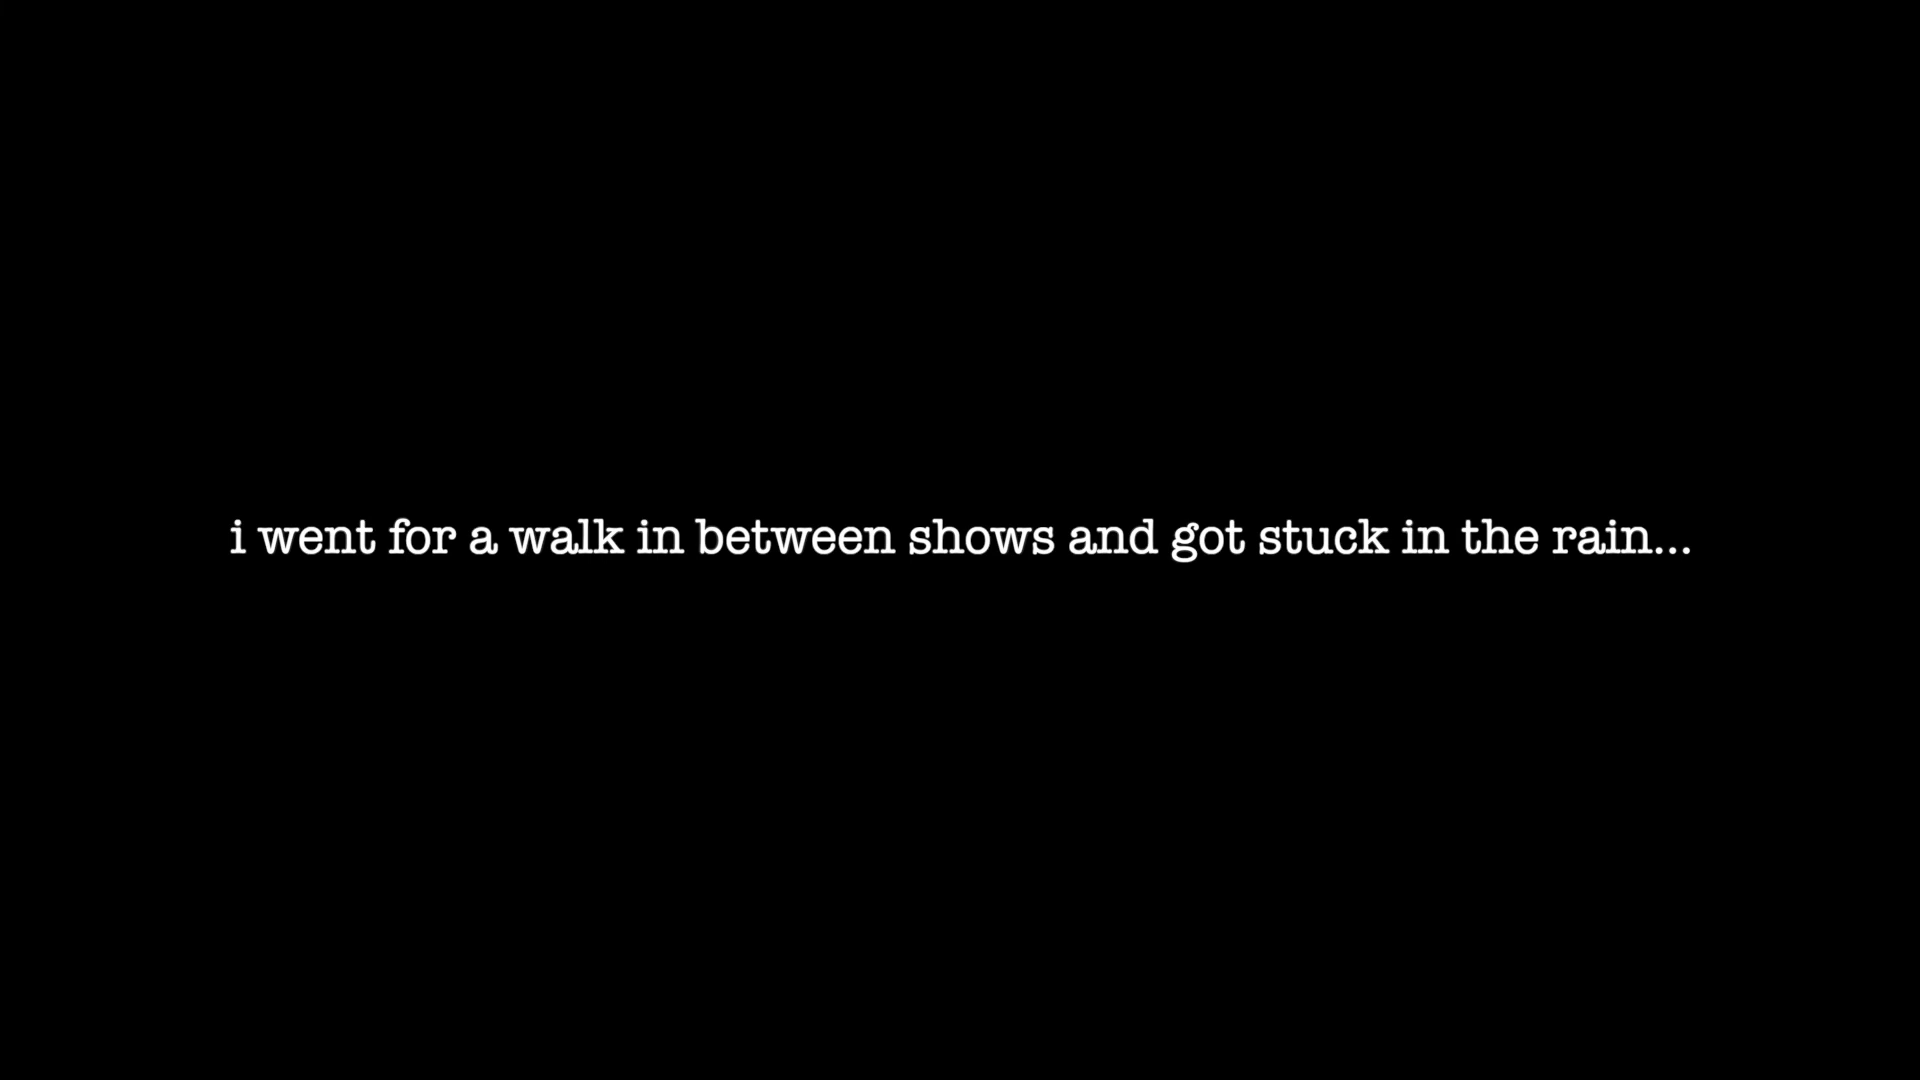 i went for a walk in between shows and got stuck in the rain...